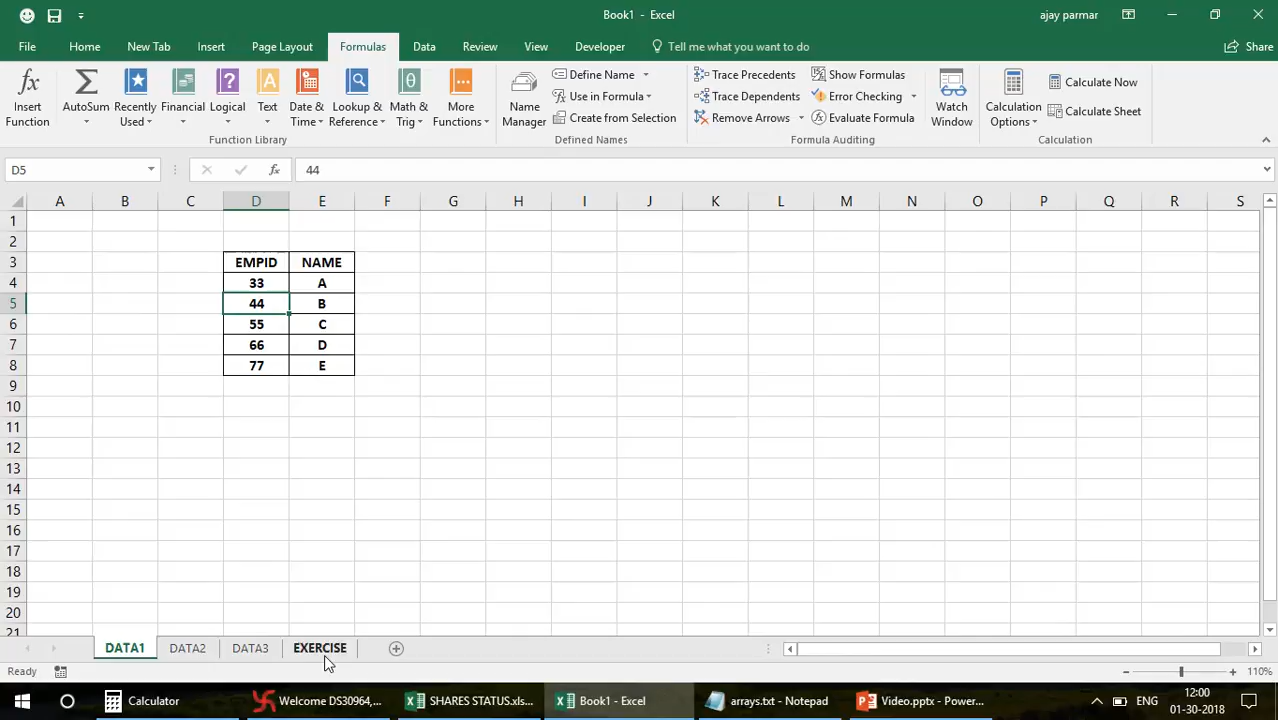 Book1 - Excel
ajay parmar
File Home New Tab Insert Page Layout Formulas Data Review View Developer Tell me what you want to do Share
Insert Function
AutoSum
Recently Used
Financial
Logical
Text
Date & Time
Lookup & Reference
Math & Trig
More Functions
Function Library
Name Manager
Define Name
Use in Formula
Create from Selection
Defined Names
Trace Precedents
Trace Dependents
Remove Arrows
Show Formulas
Error Checking
Evaluate Formula
Formula Auditing
Watch Window
Calculation Options
Calculate Now
Calculate Sheet
Calculation
D5 fx 44
A B C D E F G H I J K L M N O P Q R S
1
2
3 EMPID NAME
4 33 A
5 44 B
6 55 C
7 66 D
8 77 E
9
10
11
12
13
14
15
16
17
18
19
20
21
DATA1 DATA2 DATA3 EXERCISE
Ready 110%
Calculator Welcome DS30964,... SHARES STATUS.xls... Book1 - Excel arrays.txt - Notepad Video.pptx - Power... ENG 12:00
01-30-2018